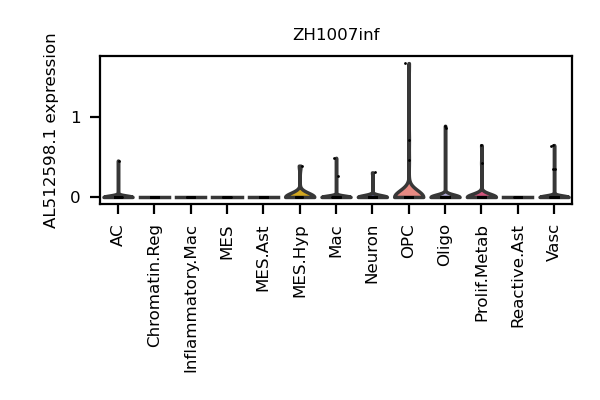 ZH1007inf
AL512598.1 expression
1
0
AC
Chromatin.Reg
Inflammatory.Mac
MES
MES.Ast
MES.Hyp
Mac
Neuron
OPC
Oligo
Prolif.Metab
Reactive.Ast
Vasc